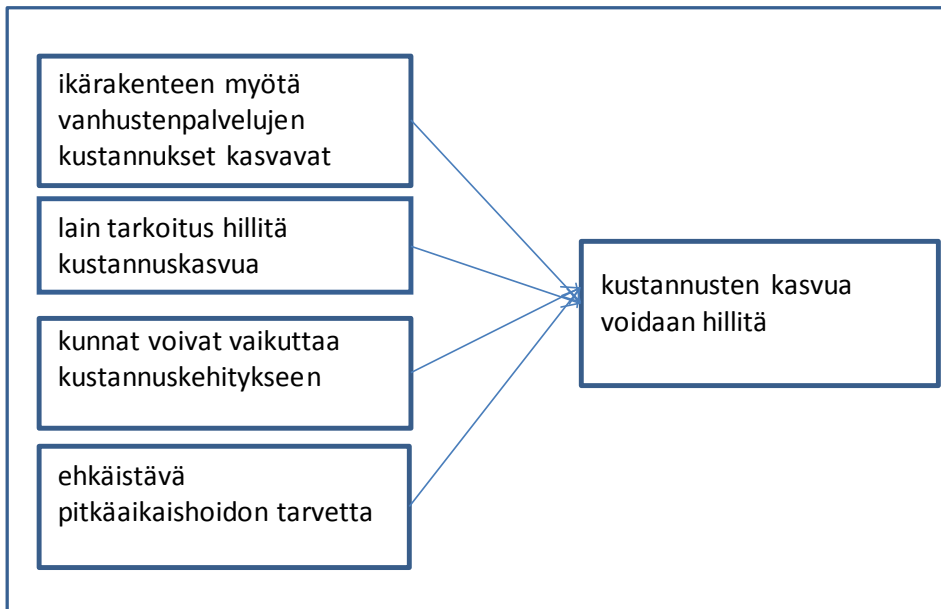 ikärakenteen myötä
vanhustenpalvelujen
kustannukset kasvavat
lain tarkoitus hillitä
kustannuskasvua
kunnat voivat vaikuttaa
kustannuskehitykseen
ehkäistävä
pitkäaikaishoidon tarvetta
kustannusten kasvua
voidaan hillitä